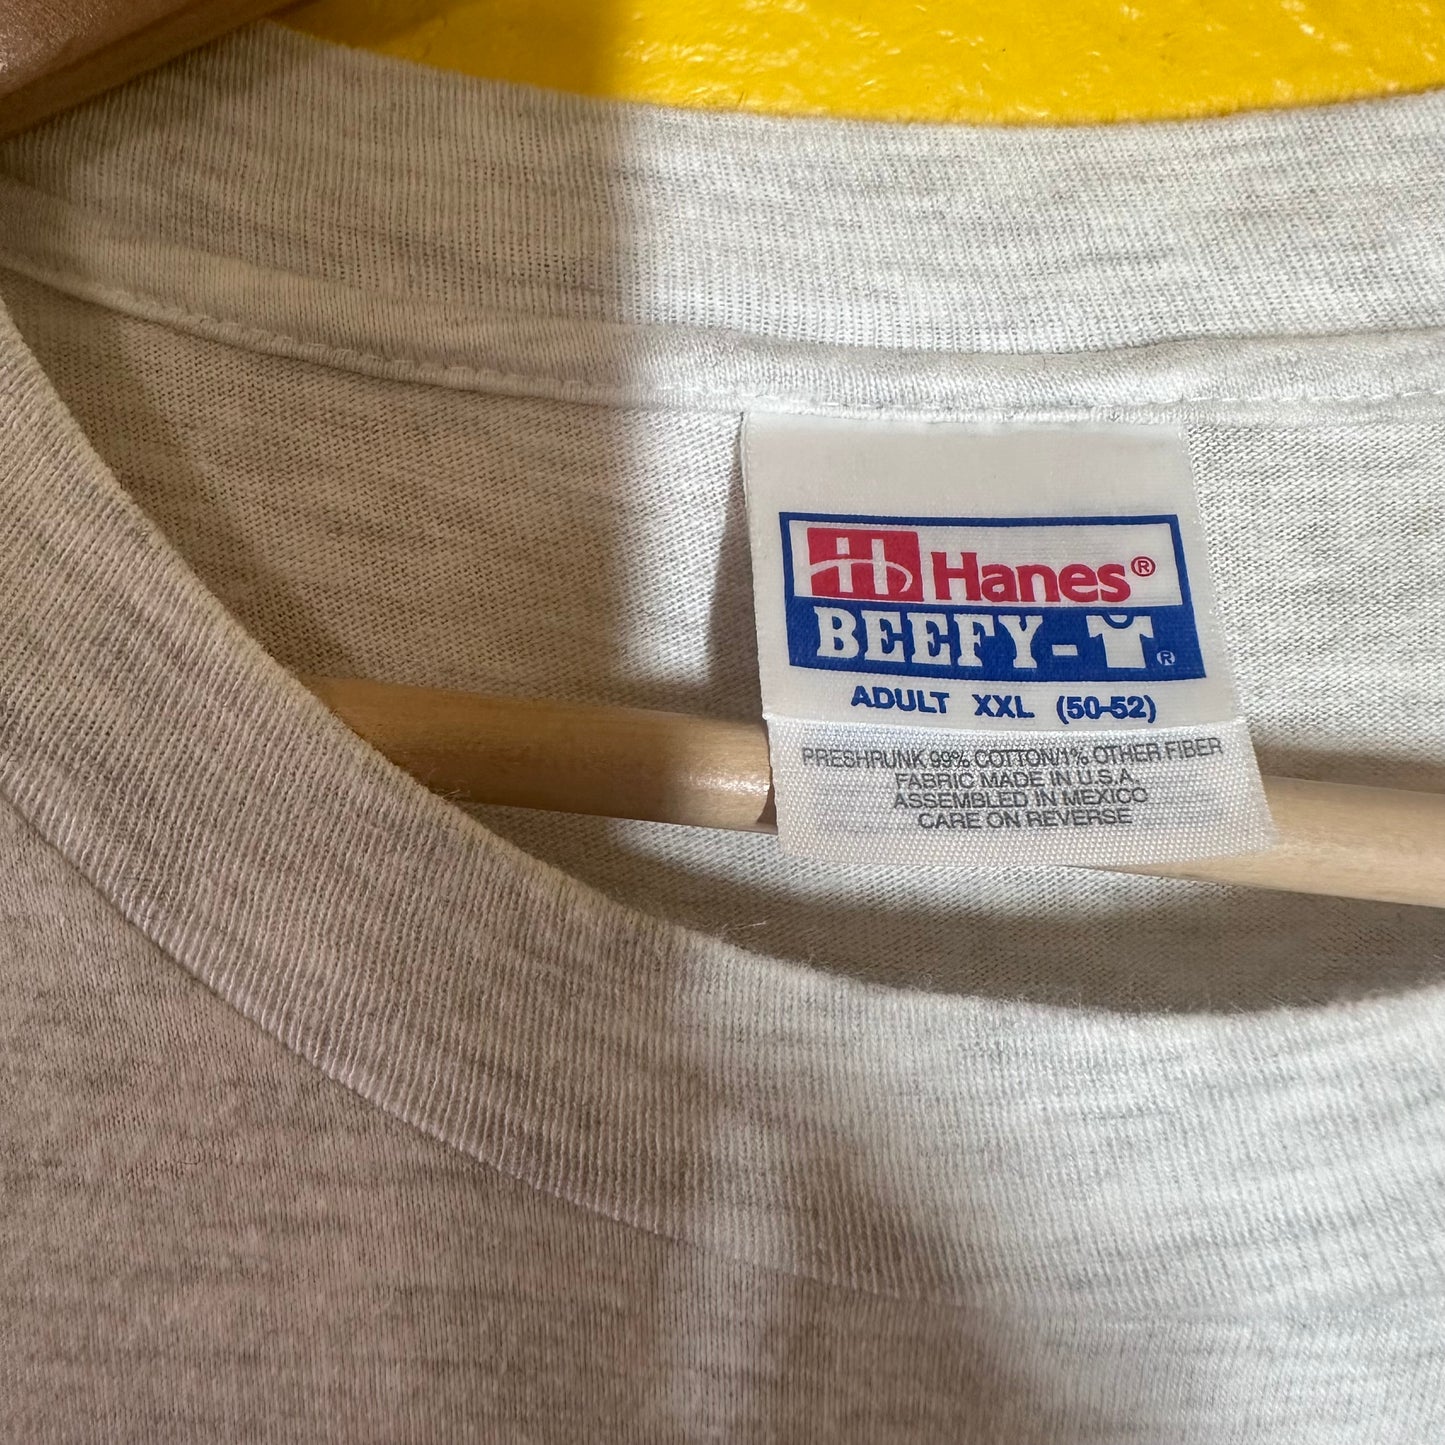 Hanes®
BEEFY-T®
ADULT XXL (50-52)
PRESHRUNK 99% COTTON/1% OTHER FIBER
FABRIC MADE IN U.S.A.
ASSEMBLED IN MEXICO
CARE ON REVERSE